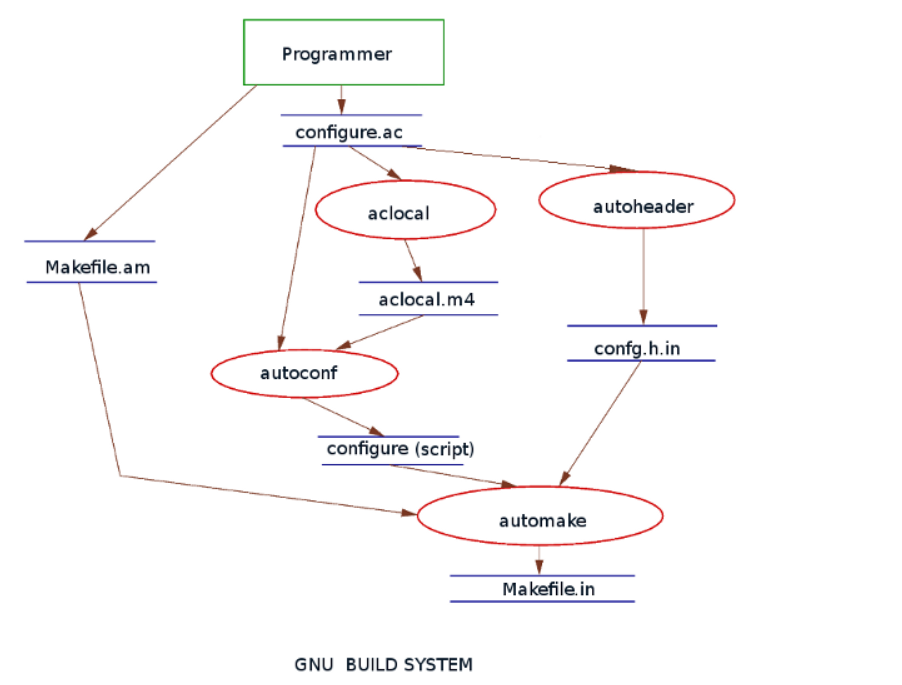 Programmer
configure.ac
aclocal
autoheader
Makefile.am
aclocal.m4
confg.h.in
autoconf
configure (script)
automake
Makefile.in
GNU BUILD SYSTEM